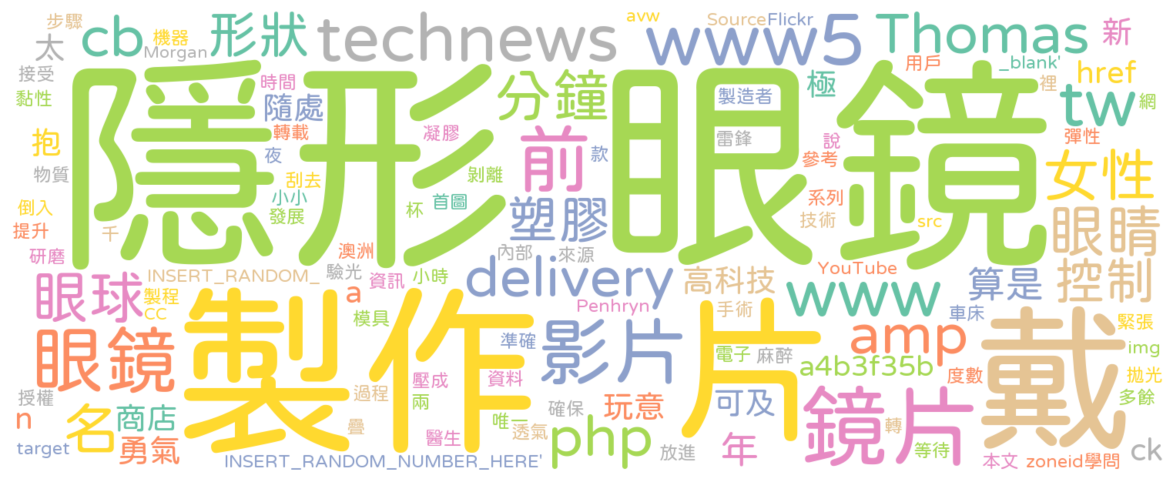 步驟 avw SourceFlickr
太 cb 機器 Morgan 形狀 technews www5 Thomas 新
接受 時間 分鐘 製造者 極 用戶 _blank' 裡 href
黏性 隨處 tw 網
抱 轉載 凝膠 前 款 雷鋒 說 彈性
隱形眼鏡
物質 夜 刮去 剝離 參考 女性
倒入 小小 發展 杯 首圖 塑膠 系列 技術 src 眼睛
提升 千
研磨 澳洲 驗光 內部 來源
INSERT_RANDOM_ 資訊 小時 delivery 高科技 YouTube 算是 控制
眼球 製程 cc a 模具 Penhryn 手術 www 車床
製作 片 戴
眼鏡 準確 影片 電子 麻醉 amp 緊張 img
過程 壓成 資料 a4b3f35b 度數 拋光
授權 兩 唯一 確保 玩意 可及 鏡片 多餘
n 名 商店 疊 透氣
勇氣 醫生 php 年 轉 等待 ck
target INSERT_RANDOM_NUMBER_HERE' 放進 本文 zoneid學問